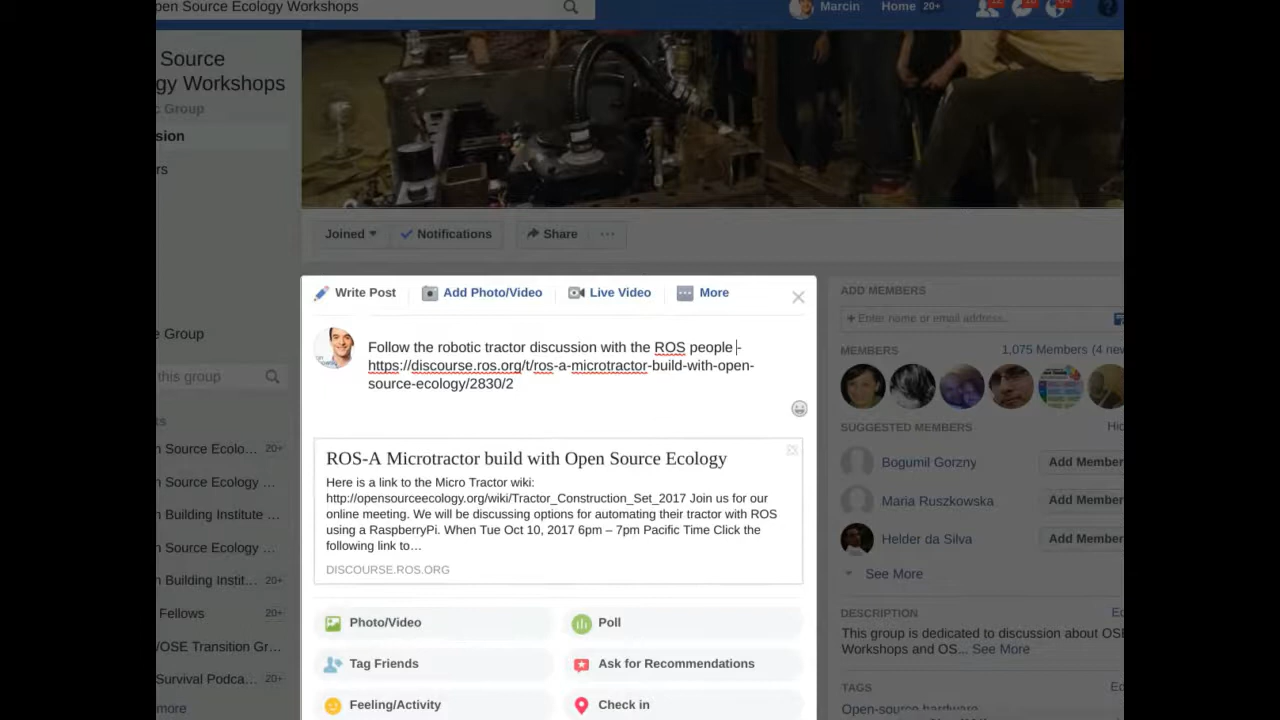 pen Source Ecology Workshops
Marcin
Home 20+
Source
gy Workshops
c Group
sion
rs
Joined
Notifications
Share
Write Post
Add Photo/Video
Live Video
More
Follow the robotic tractor discussion with the ROS people -
https://discourse.ros.org/t/ros-a-microtractor-build-with-open-
source-ecology/2830/2
ROS-A Microtractor build with Open Source Ecology
Here is a link to the Micro Tractor wiki:
http://opensourceecology.org/wiki/Tractor_Construction_Set_2017 Join us for our
online meeting. We will be discussing options for automating their tractor with ROS
using a RaspberryPi. When Tue Oct 10, 2017 6pm – 7pm Pacific Time Click the
following link to…
DISCOURSE.ROS.ORG
Photo/Video
Poll
Tag Friends
Ask for Recommendations
Feeling/Activity
Check in
e Group
this group
ts
n Source Ecolo... 20+
n Source Ecology ...
n Building Institute ...
n Source Ecology ...
n Building Instit... 20+
Fellows 20+
/OSE Transition Gr...
Survival Podca... 20+
more
ADD MEMBERS
+ Enter name or email address..
MEMBERS
1,075 Members (4 new
SUGGESTED MEMBERS
Hid
Bogumil Gorzny
Add Member
Maria Ruszkowska
Add Member
Helder da Silva
Add Member
See More
DESCRIPTION
Ed
This group is dedicated to discussion about OSE
Workshops and OS... See More
TAGS
Ed
Open-source hardware